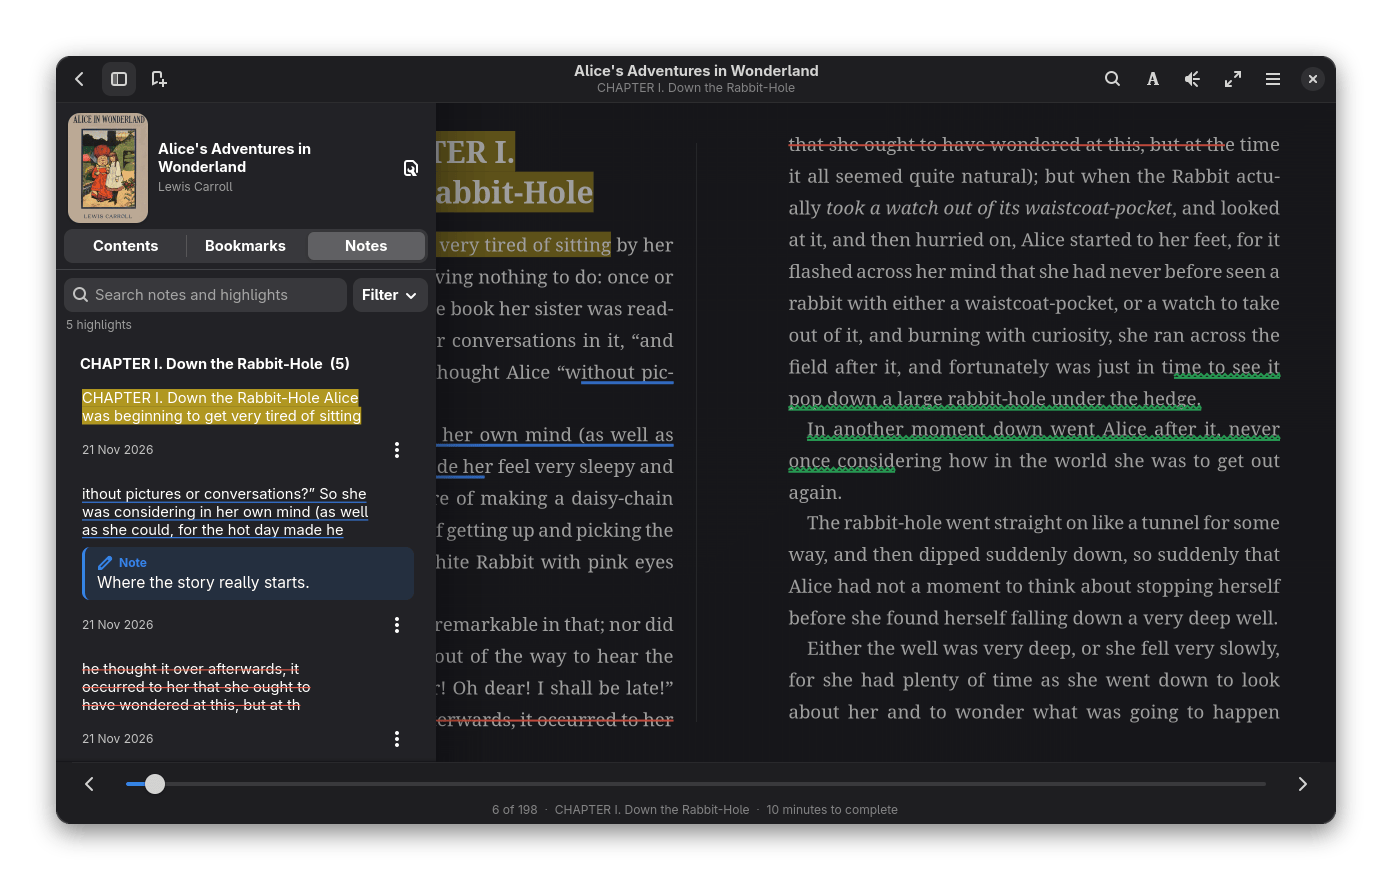 Alice's Adventures in Wonderland
CHAPTER I. Down the Rabbit-Hole
A
ALICE IN WONDERLAND
LEWIS CARROLL
Alice's Adventures in
Wonderland
Lewis Carroll
Contents
Bookmarks
Notes
Search notes and highlights
Filter
5 highlights
CHAPTER I. Down the Rabbit-Hole (5)
CHAPTER I. Down the Rabbit-Hole Alice
was beginning to get very tired of sitting
21 Nov 2026
ithout pictures or conversations?” So she
was considering in her own mind (as well
as she could, for the hot day made he
Note
Where the story really starts.
21 Nov 2026
he thought it over afterwards, it
occurred to her that she ought to
have wondered at this, but at th
21 Nov 2026
TER I.
abbit-Hole
very tired of sitting by her
ving nothing to do: once or
e book her sister was read-
r conversations in it, “and
hought Alice “without pic-
her own mind (as well as
de her feel very sleepy and
re of making a daisy-chain
f getting up and picking the
hite Rabbit with pink eyes
remarkable in that; nor did
out of the way to hear the
r! Oh dear! I shall be late!”
erwards, it occurred to her
that she ought to have wondered at this, but at the time
it all seemed quite natural); but when the Rabbit actu-
ally took a watch out of its waistcoat-pocket, and looked
at it, and then hurried on, Alice started to her feet, for it
flashed across her mind that she had never before seen a
rabbit with either a waistcoat-pocket, or a watch to take
out of it, and burning with curiosity, she ran across the
field after it, and fortunately was just in time to see it
pop down a large rabbit-hole under the hedge.
In another moment down went Alice after it, never
once considering how in the world she was to get out
again.
The rabbit-hole went straight on like a tunnel for some
way, and then dipped suddenly down, so suddenly that
Alice had not a moment to think about stopping herself
before she found herself falling down a very deep well.
Either the well was very deep, or she fell very slowly,
for she had plenty of time as she went down to look
about her and to wonder what was going to happen
6 of 198 · CHAPTER I. Down the Rabbit-Hole · 10 minutes to complete